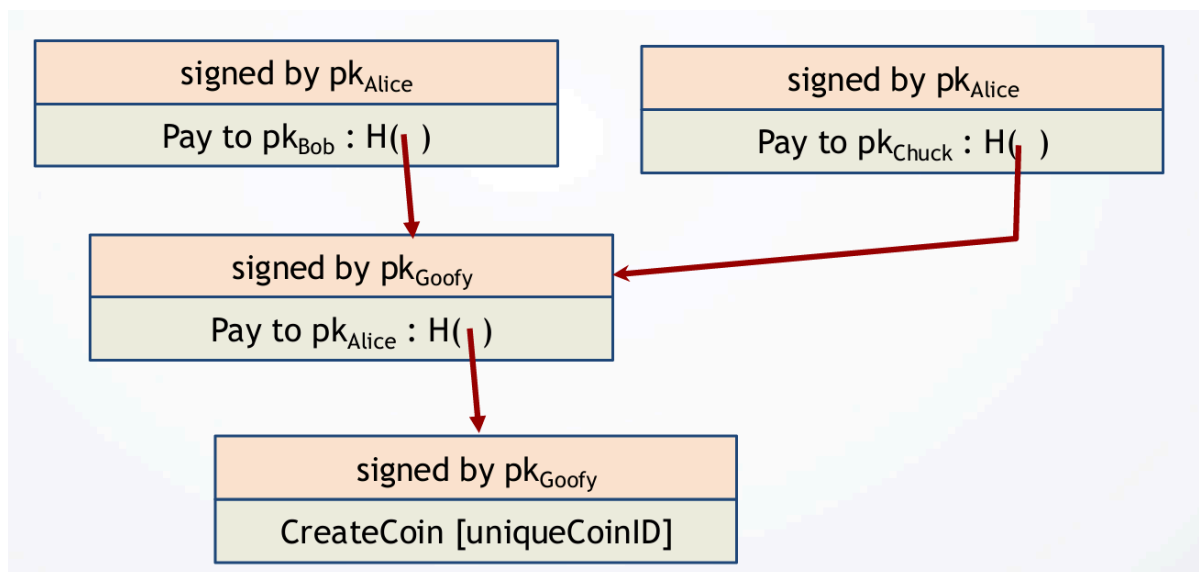 signed by pkAlice
Pay to pkBob : H( )
signed by pkAlice
Pay to pkChuck : H( )
signed by pkGoofy
Pay to pkAlice : H( )
signed by pkGoofy
CreateCoin [uniqueCoinID]